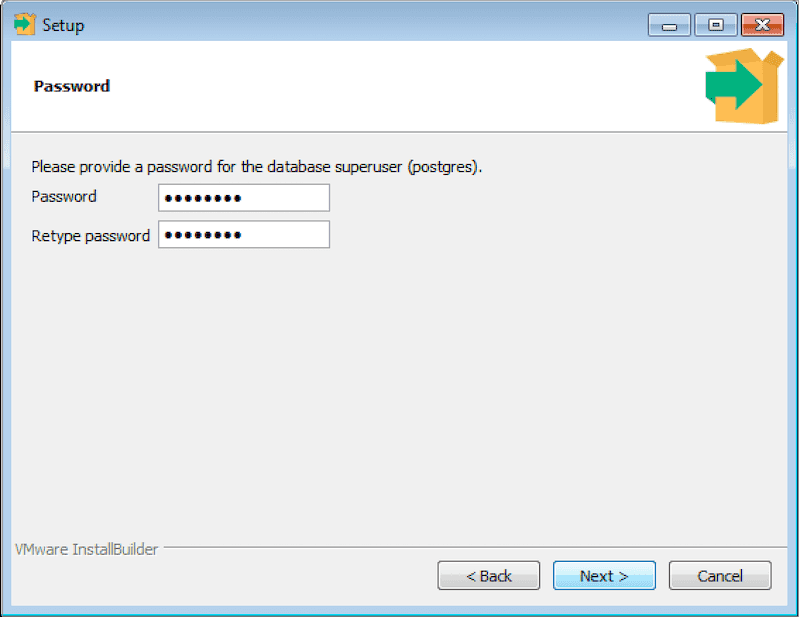 Setup
Password
Please provide a password for the database superuser (postgres).
Password ••••••••
Retype password ••••••••
VMware InstallBuilder
< Back Next > Cancel